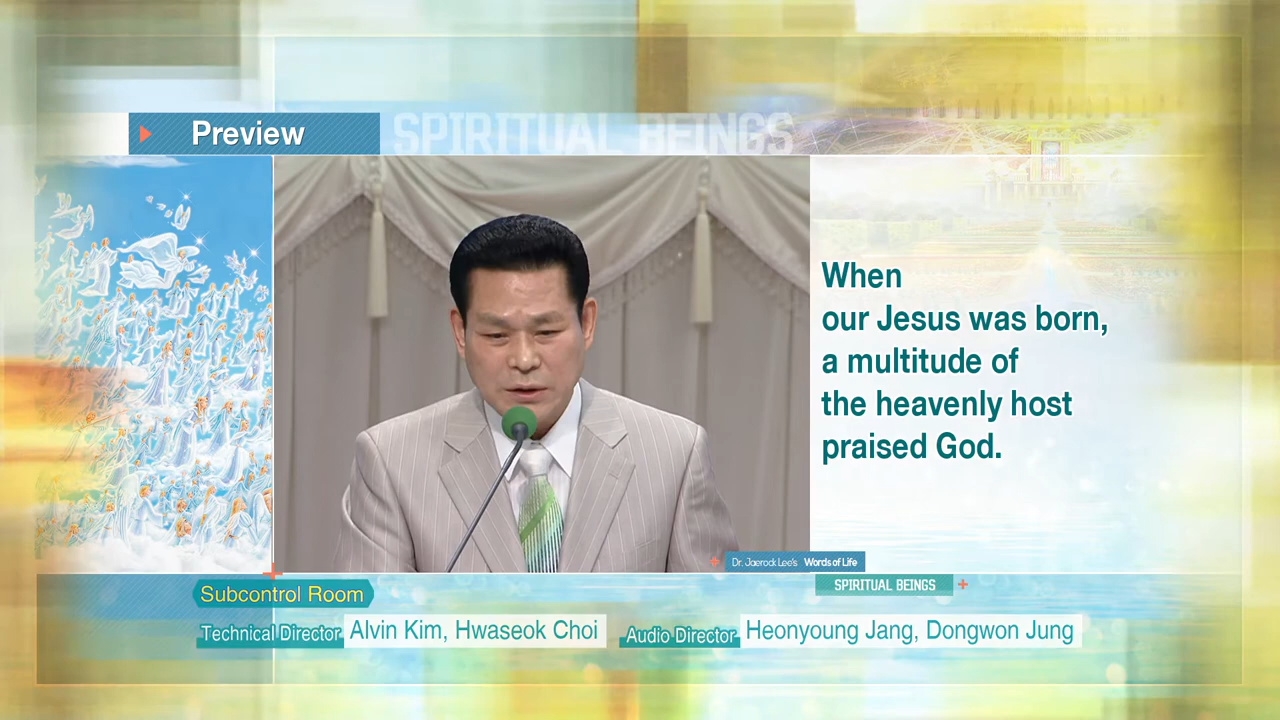 Preview
SPIRITUAL BEINGS
When
our Jesus was born,
a multitude of
the heavenly host
praised God.
Dr. Jaerock Lee's Words of Life
SPIRITUAL BEINGS
Subcontrol Room
Technical Director Alvin Kim, Hwaseok Choi Audio Director Heonyoung Jang, Dongwon Jung